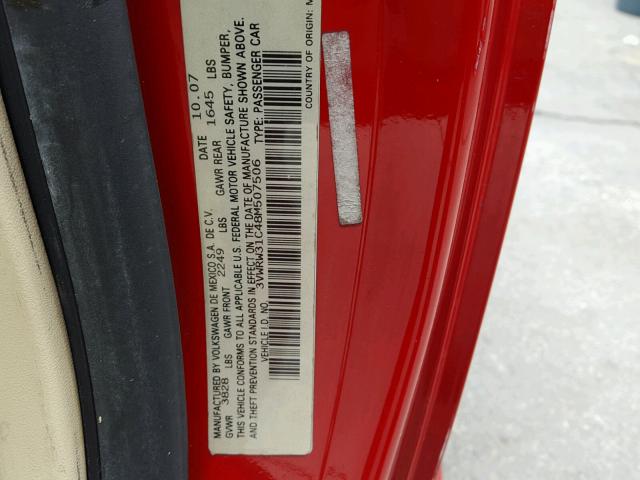 MANUFACTURED BY VOLKSWAGEN DE MEXICO S.A. DE C.V. DATE 10.07
GVWR 3828 LBS GAWR FRONT 2249 LBS GAWR REAR 1645 LBS
THIS VEHICLE CONFORMS TO ALL APPLICABLE U.S. FEDERAL MOTOR VEHICLE SAFETY, BUMPER,
AND THEFT PREVENTION STANDARDS IN EFFECT ON THE DATE OF MANUFACTURE SHOWN ABOVE.
VEHICLE I.D. NO. 3VWRW31C48M507506 TYPE: PASSENGER CAR
COUNTRY OF ORIGIN: M